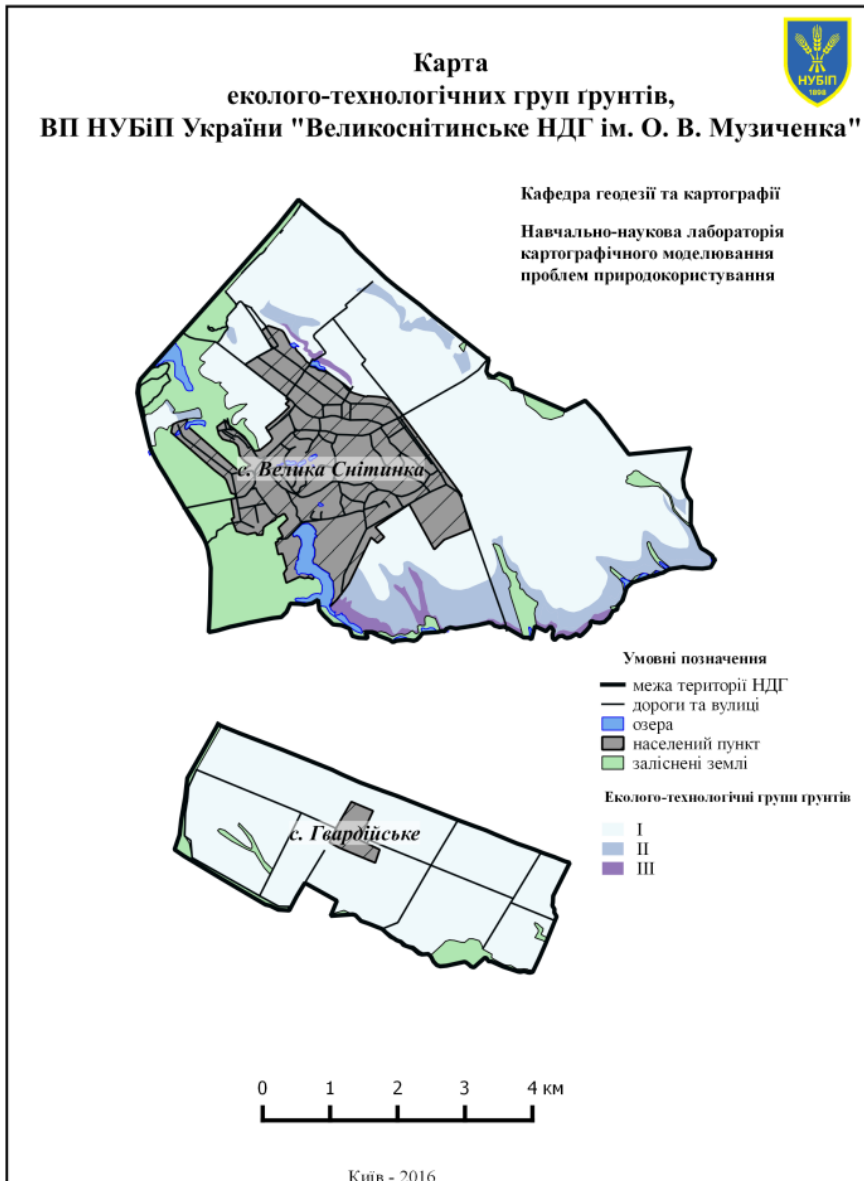 Карта
еколого-технологічних груп ґрунтів,
ВП НУБіП України "Великоснітинське НДГ ім. О. В. Музиченка"
НУБІП
1898
Кафедра геодезії та картографії
Навчально-наукова лабораторія
картографічного моделювання
проблем природокористування
с. Велика Снітинка
Умовні позначення
межа території НДГ
дороги та вулиці
озера
населений пункт
заліснені землі
Еколого-технологічні групи ґрунтів
I
II
III
с. Гвардійське
0 1 2 3 4 км
Київ - 2016